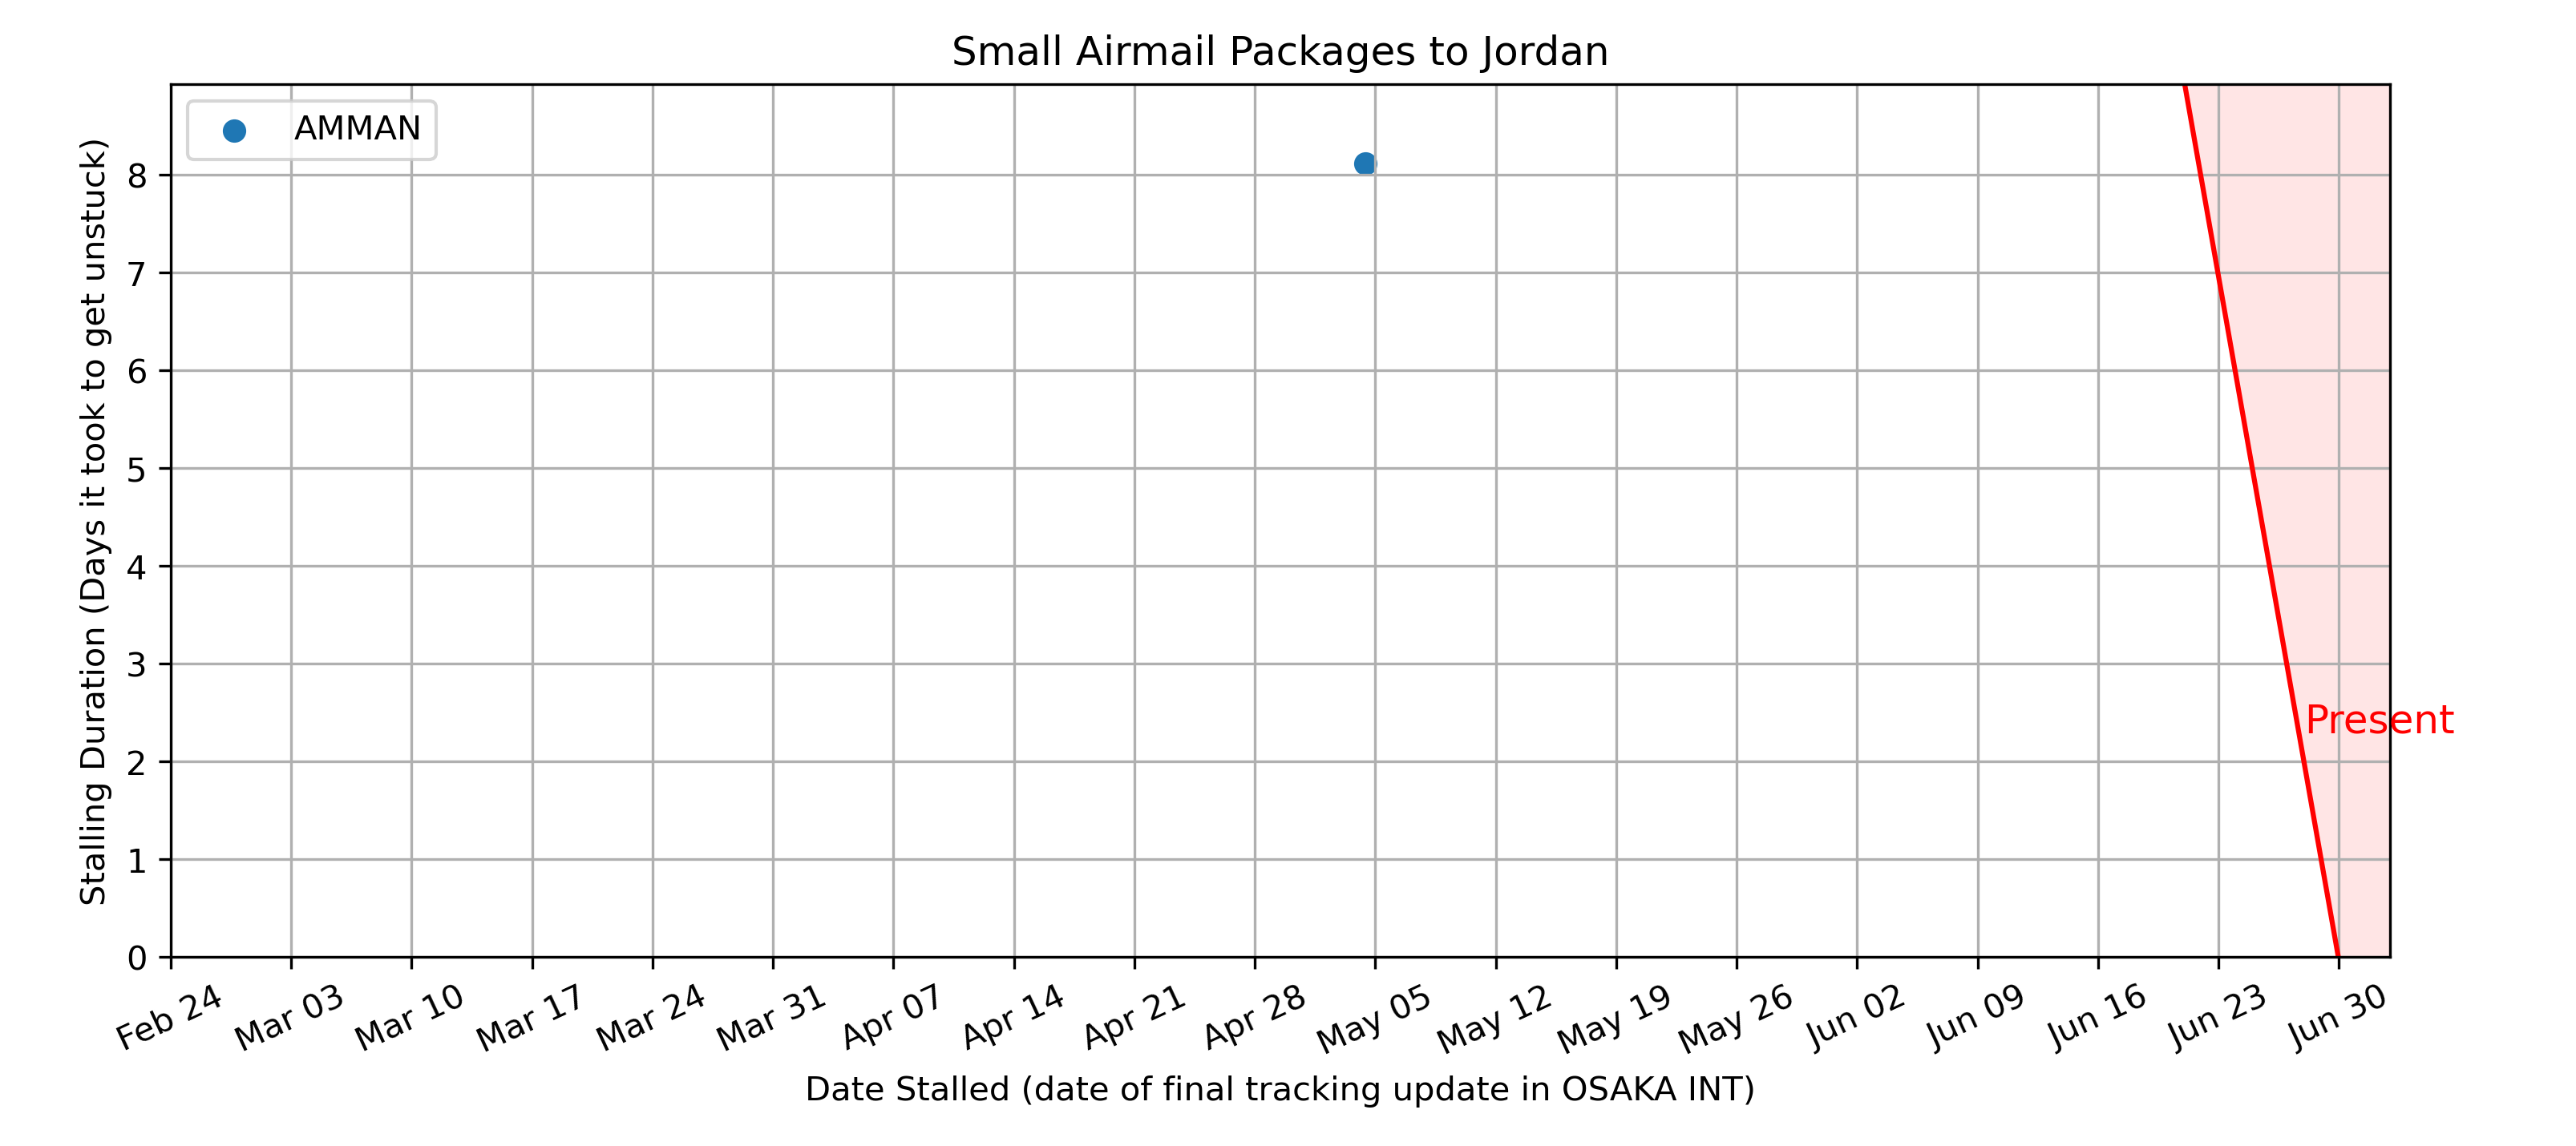 Small Airmail Packages to Jordan
AMMAN
Stalling Duration (Days it took to get unstuck)
8
7
6
5
4
3
2
1
0
Present
Feb 24
Mar 03
Mar 10
Mar 17
Mar 24
Mar 31
Apr 07
Apr 14
Apr 21
Apr 28
May 05
May 12
May 19
May 26
Jun 02
Jun 09
Jun 16
Jun 23
Jun 30
Date Stalled (date of final tracking update in OSAKA INT)